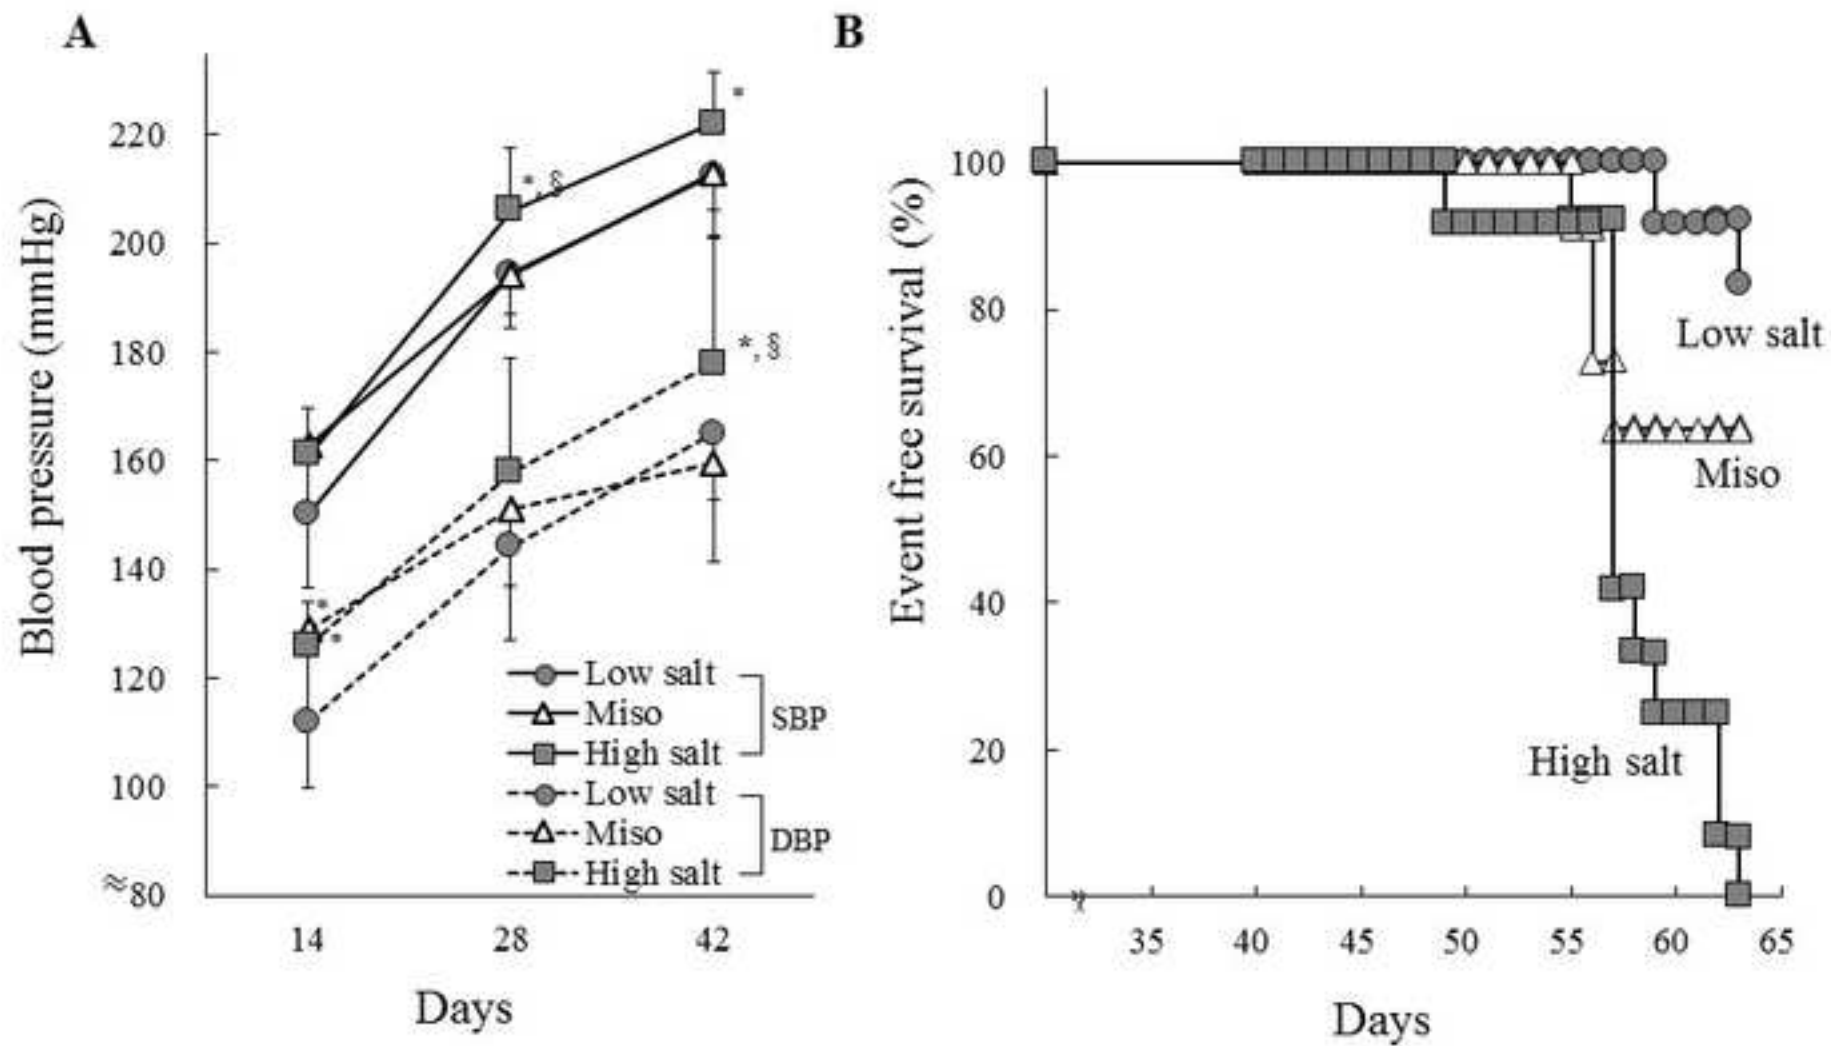 A
Blood pressure (mmHg)
220
200
180
160
140
120
100
≈80
14 28 42
Days
*
*, §
*, §
*
*
Low salt
Miso
High salt
SBP
Low salt
Miso
High salt
DBP
B
Event free survival (%)
100
80
60
40
20
0
35 40 45 50 55 60 65
Days
Low salt
Miso
High salt